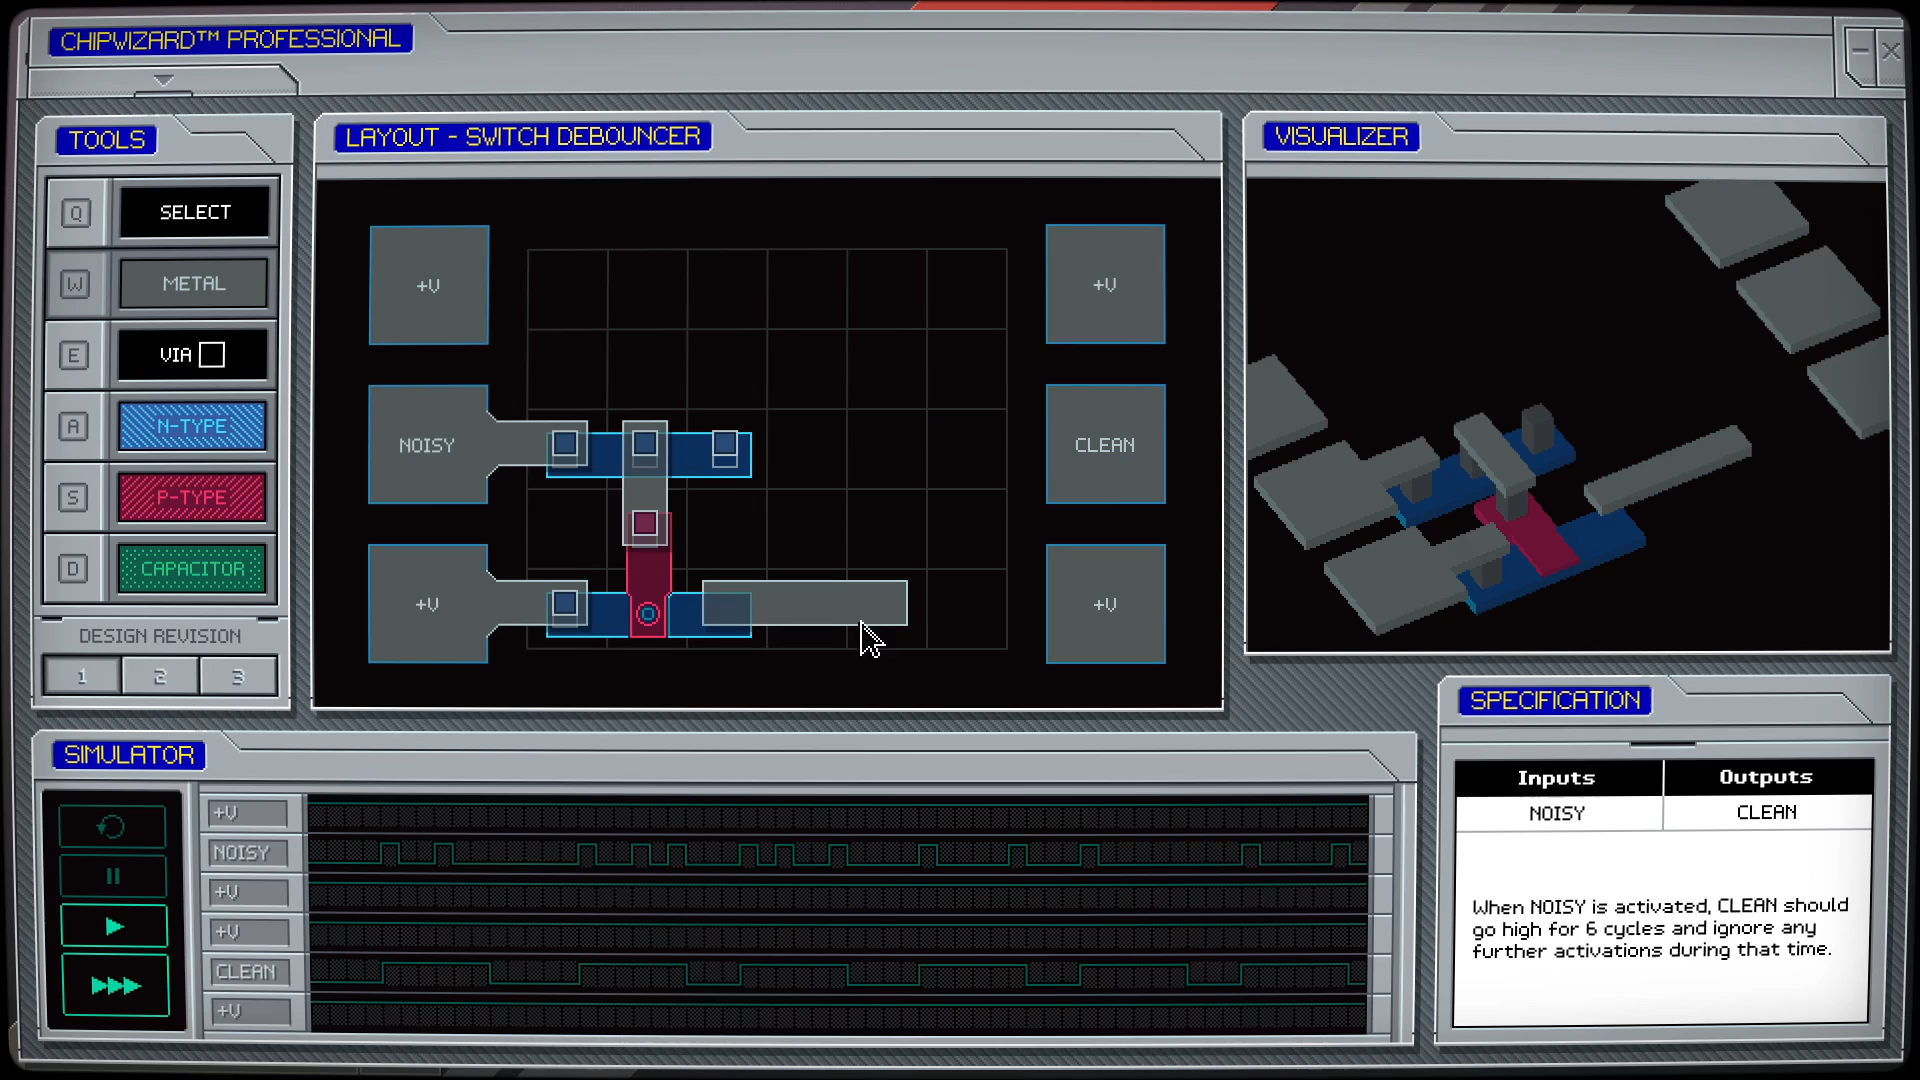 CHIPWIZARD™ PROFESSIONAL
TOOLS
Q SELECT
W METAL
E VIA
A N-TYPE
S P-TYPE
D CAPACITOR
DESIGN REVISION
1 2 3
LAYOUT - SWITCH DEBOUNCER
+V +V
NOISY CLEAN
+V +V
VISUALIZER
SIMULATOR
+V
NOISY
+V
+V
CLEAN
+V
SPECIFICATION
Inputs Outputs
NOISY CLEAN
When NOISY is activated, CLEAN should
go high for 6 cycles and ignore any
further activations during that time.